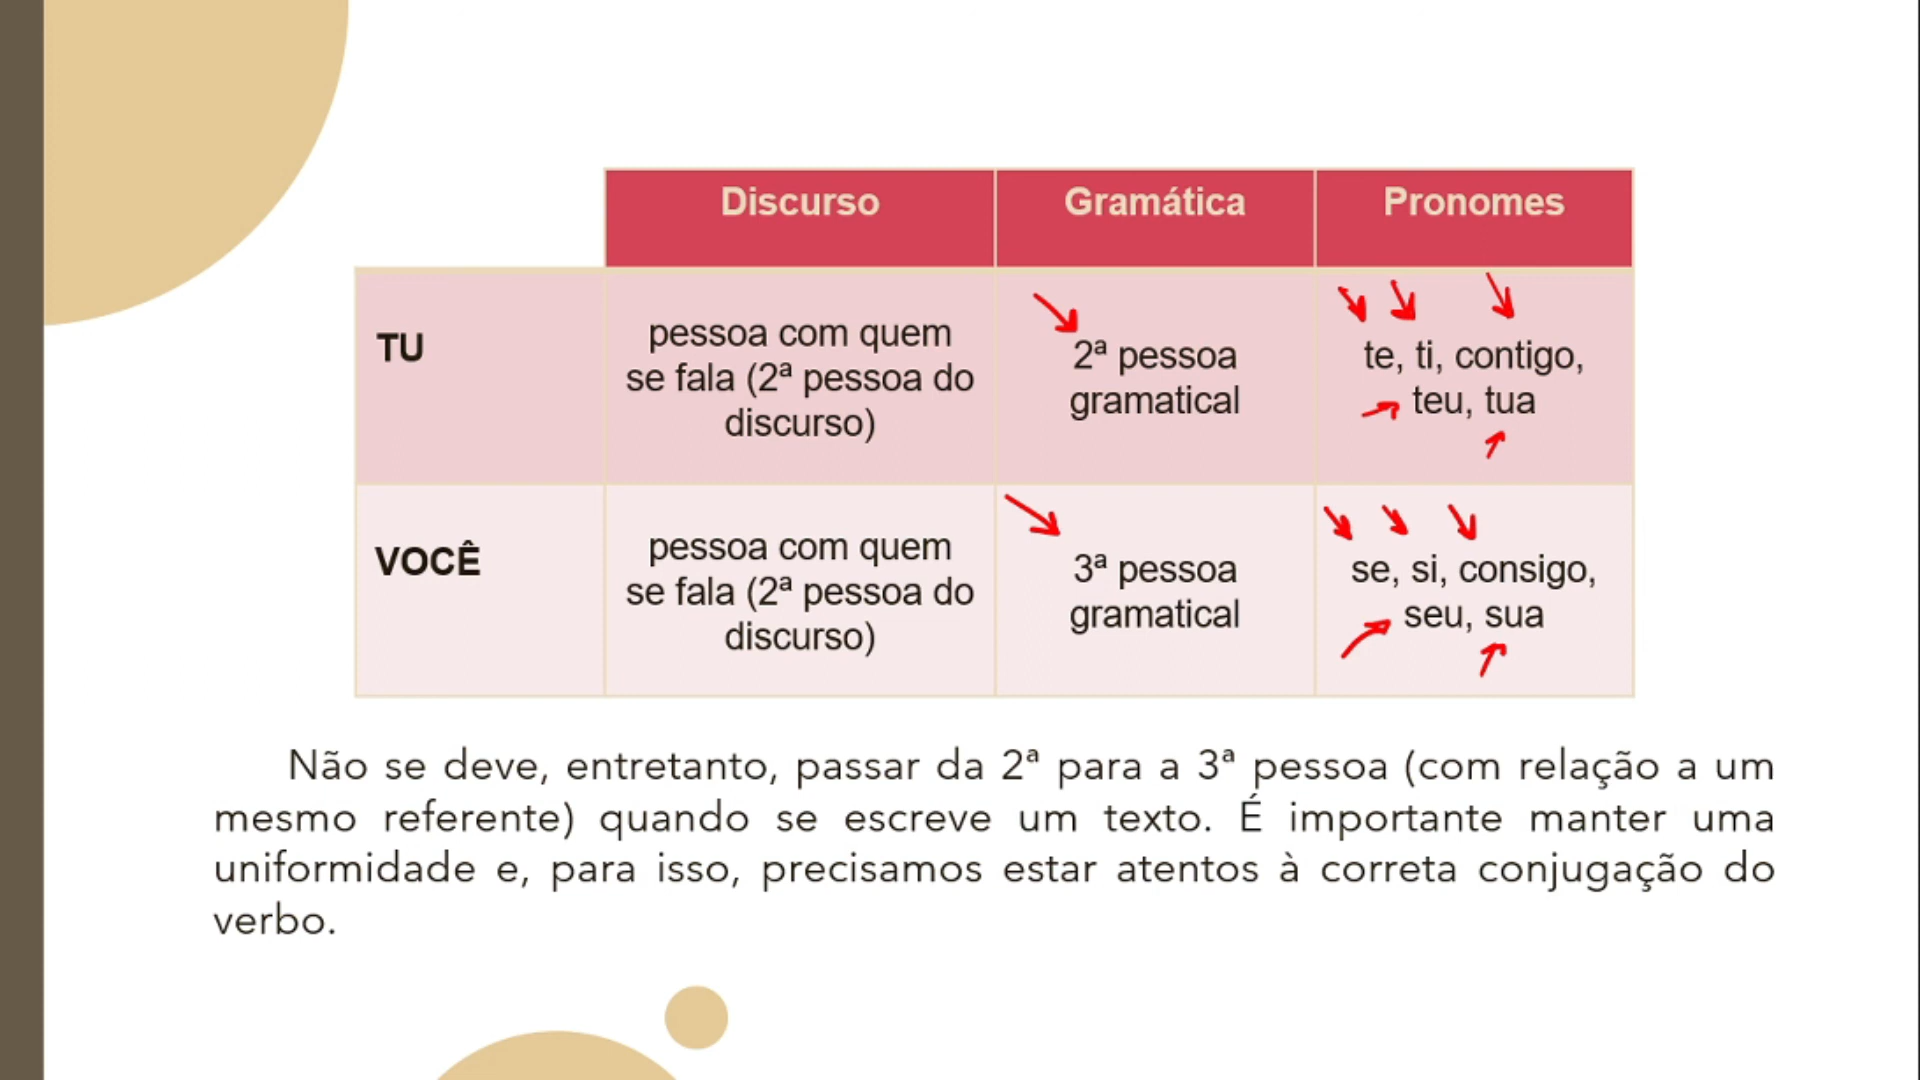 Discurso Gramática Pronomes
TU
pessoa com quem
se fala (2ª pessoa do
discurso)
2ª pessoa
gramatical
te, ti, contigo,
teu, tua
VOCÊ
pessoa com quem
se fala (2ª pessoa do
discurso)
3ª pessoa
gramatical
se, si, consigo,
seu, sua
Não se deve, entretanto, passar da 2ª para a 3ª pessoa (com relação a um
mesmo referente) quando se escreve um texto. É importante manter uma
uniformidade e, para isso, precisamos estar atentos à correta conjugação do
verbo.